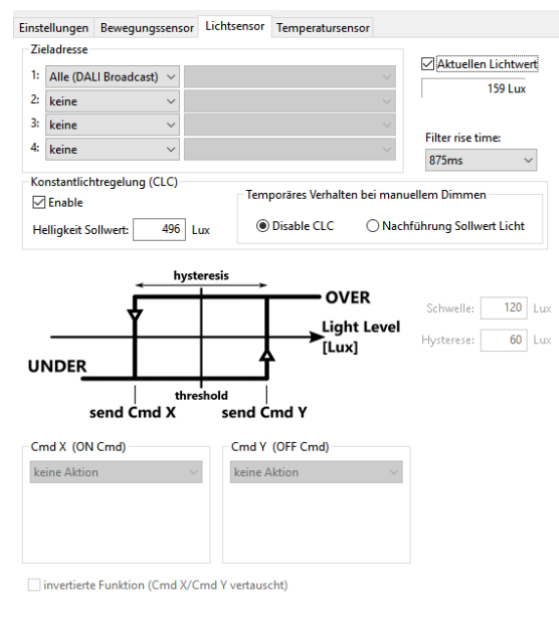 Einstellungen Bewegungssensor Lichtsensor Temperatursensor
Zieladresse
1: Alle (DALI Broadcast)
2: keine
3: keine
4: keine
Aktuellen Lichtwert
159 Lux
Filter rise time:
875ms
Konstantlichtregelung (CLC)
Enable
Helligkeit Sollwert: 496 Lux
Temporäres Verhalten bei manuellem Dimmen
Disable CLC Nachführung Sollwert Licht
hysteresis
OVER
Light Level
[Lux]
UNDER
threshold
send Cmd X send Cmd Y
Schwelle: 120 Lux
Hysterese: 60 Lux
Cmd X (ON Cmd)
keine Aktion
Cmd Y (OFF Cmd)
keine Aktion
invertierte Funktion (Cmd X/Cmd Y vertauscht)